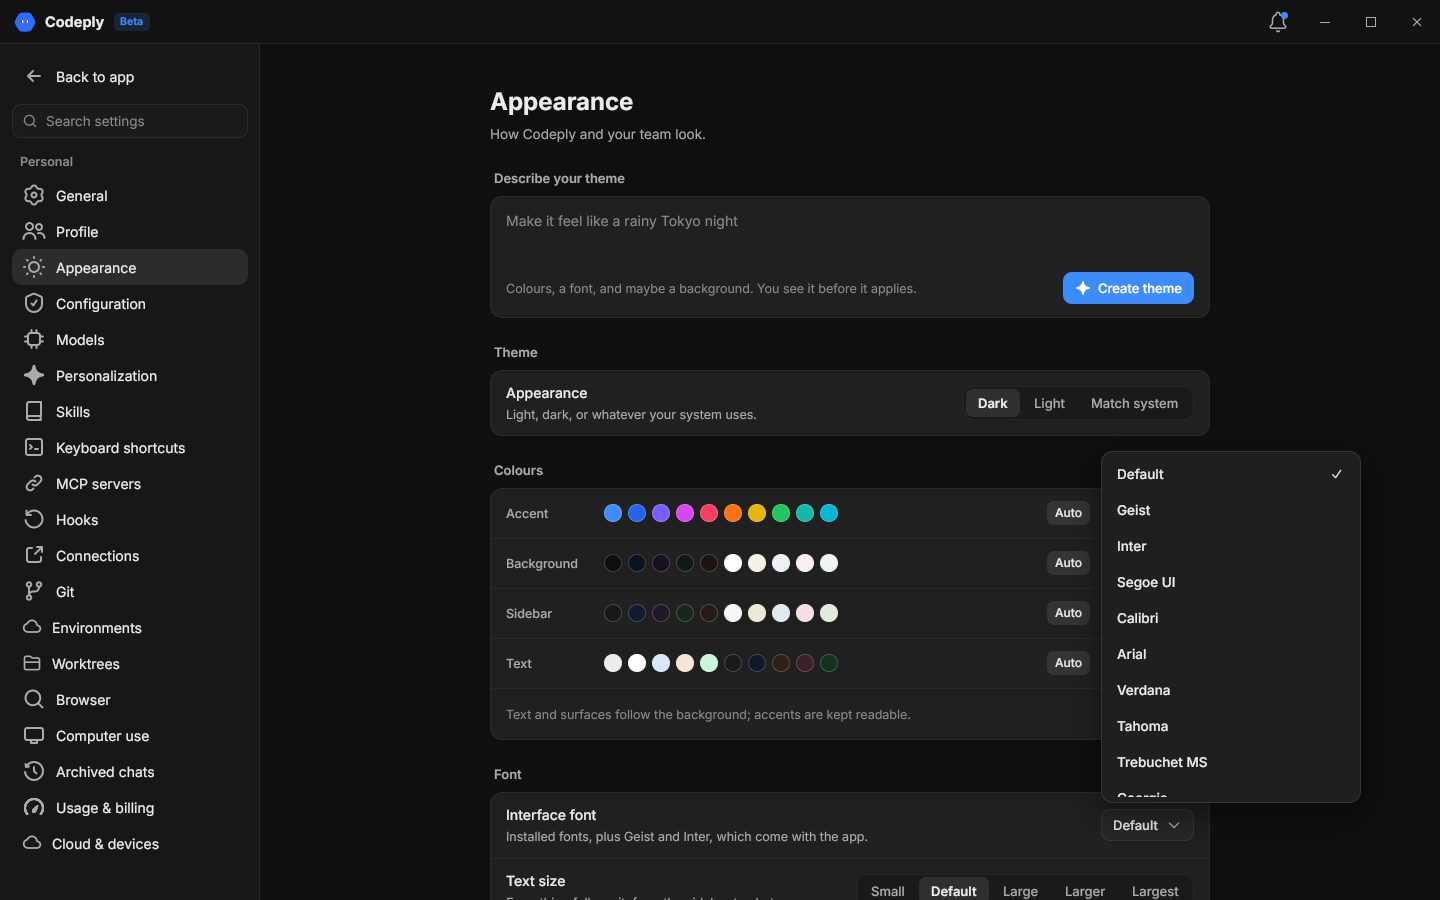 Codeply Beta
Back to app
Search settings
Personal
General
Profile
Appearance
Configuration
Models
Personalization
Skills
Keyboard shortcuts
MCP servers
Hooks
Connections
Git
Environments
Worktrees
Browser
Computer use
Archived chats
Usage & billing
Cloud & devices
Appearance
How Codeply and your team look.
Describe your theme
Make it feel like a rainy Tokyo night
Colours, a font, and maybe a background. You see it before it applies.
Create theme
Theme
Appearance
Light, dark, or whatever your system uses.
Dark Light Match system
Colours
Accent Auto
Background Auto
Sidebar Auto
Text Auto
Text and surfaces follow the background; accents are kept readable.
Default
Geist
Inter
Segoe UI
Calibri
Arial
Verdana
Tahoma
Trebuchet MS
Font
Interface font
Installed fonts, plus Geist and Inter, which come with the app.
Default
Text size
Small Default Large Larger Largest